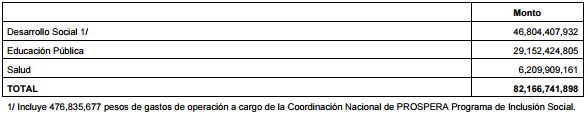 Monto
Desarrollo Social 1/ 46,804,407,932
Educación Pública 29,152,424,805
Salud 6,209,909,161
TOTAL 82,166,741,898
1/ Incluye 476,835,677 pesos de gastos de operación a cargo de la Coordinación Nacional de PROSPERA Programa de Inclusión Social.